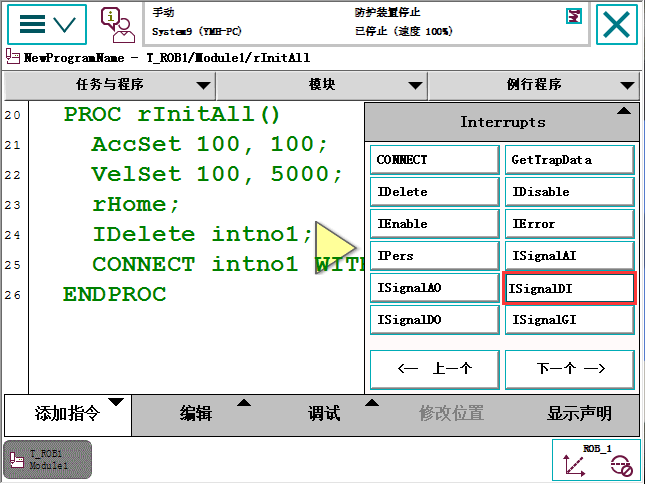 手动
防护装置停止
System9 (YMH-PC)
已停止 (速度 100%)
NewProgramName - T_ROB1/Module1/rInitAll
任务与程序
模块
例行程序
20 PROC rInitAll()
21 AccSet 100, 100;
22 VelSet 100, 5000;
23 rHome;
24 IDelete intno1;
25 CONNECT intno1 WITH
26 ENDPROC
Interrupts
CONNECT
GetTrapData
IDelete
IDisable
IEnable
IError
IPers
ISignalAI
ISignalAO
ISignalDI
ISignalDO
ISignalGI
<— 上一个
下一个 —>
添加指令
编辑
调试
修改位置
显示声明
T_ROB1
Module1
ROB_1